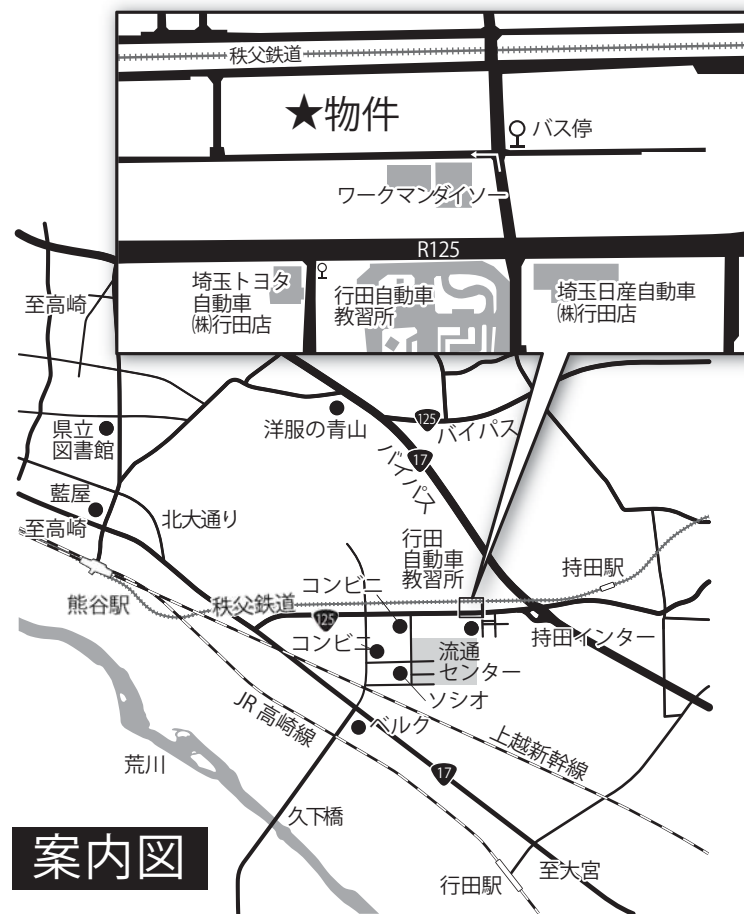 秩父鉄道
★物件
バス停
ワークマン
ダイソー
R125
埼玉トヨタ
自動車
㈱行田店
行田自動車
教習所
埼玉日産自動車
㈱行田店
至高崎
県立
図書館
洋服の青山
125
バイパス
17
バイパス
藍屋
北大通り
至高崎
行田
自動車
教習所
持田駅
コンビニ
熊谷駅
秩父鉄道
125
コンビニ
持田インター
流通
センター
ソシオ
JR高崎線
ベルク
上越新幹線
荒川
17
久下橋
案内図
行田駅
至大宮